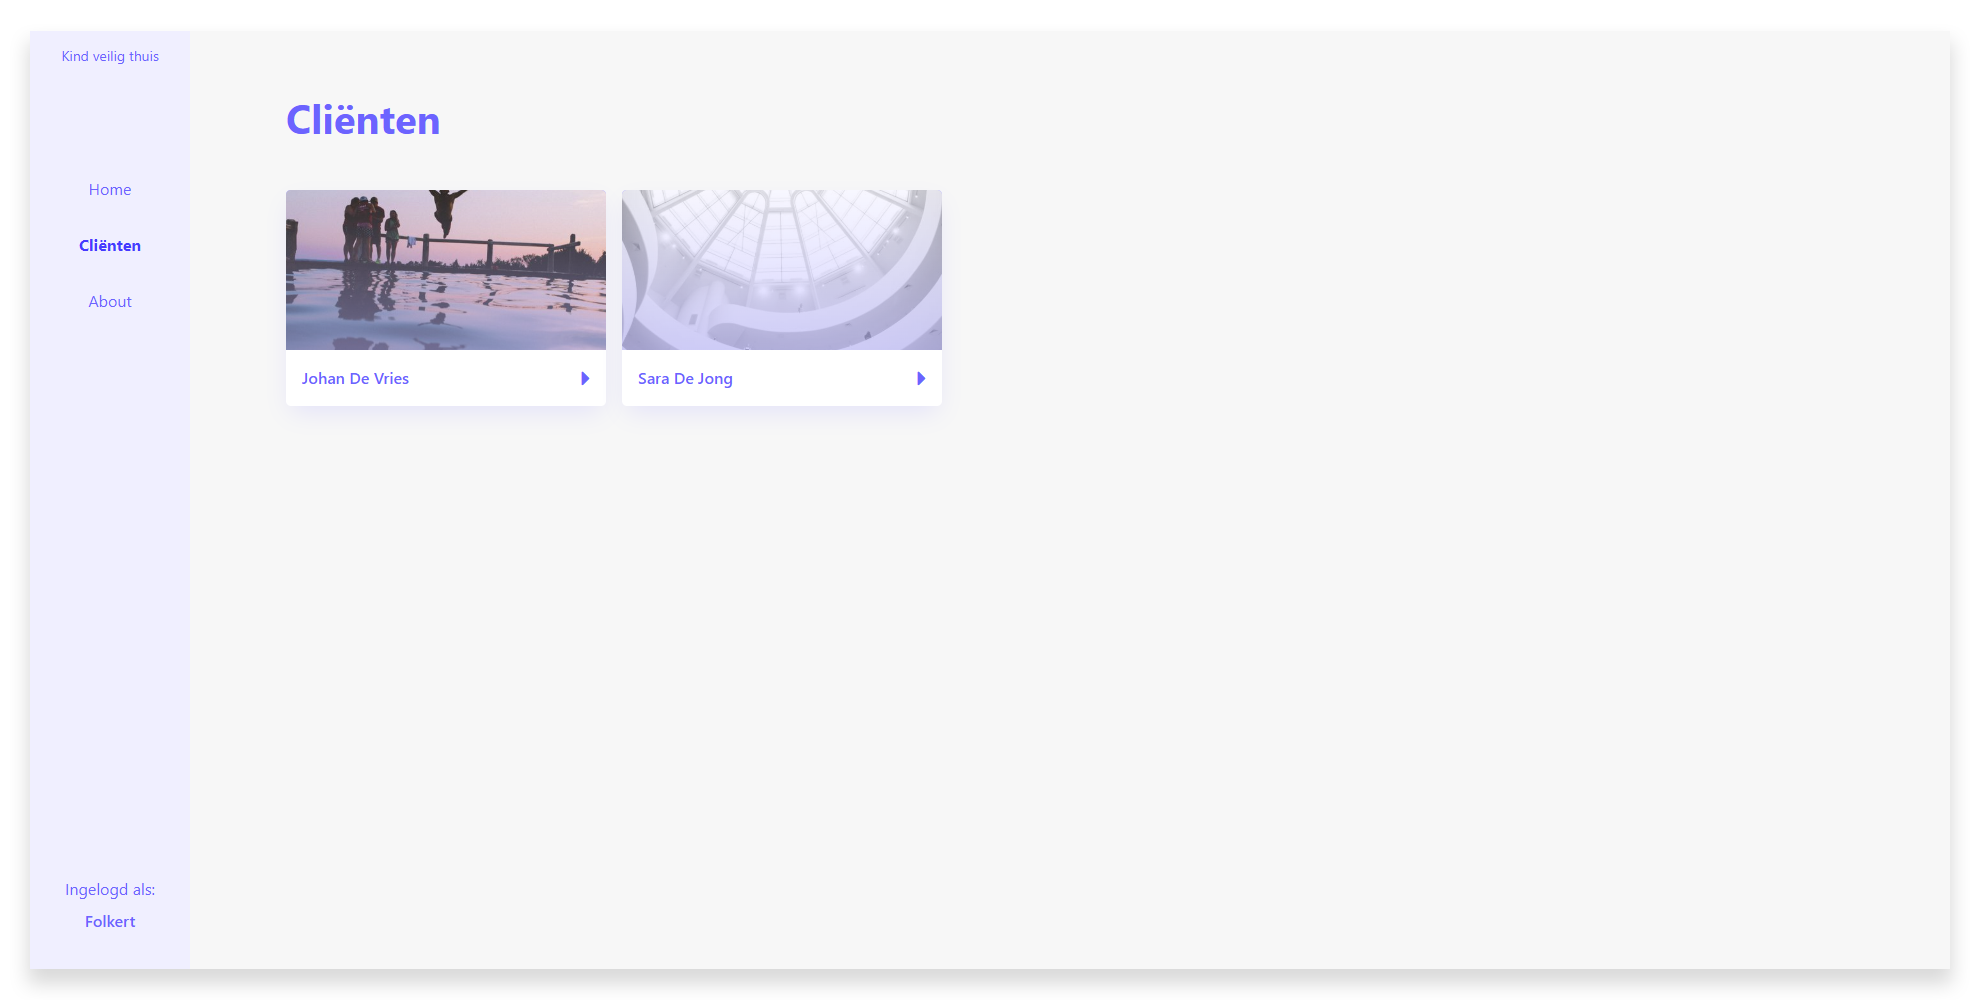 Kind veilig thuis
Home
Cliënten
About
Ingelogd als:
Folkert
Cliënten
Johan De Vries
Sara De Jong